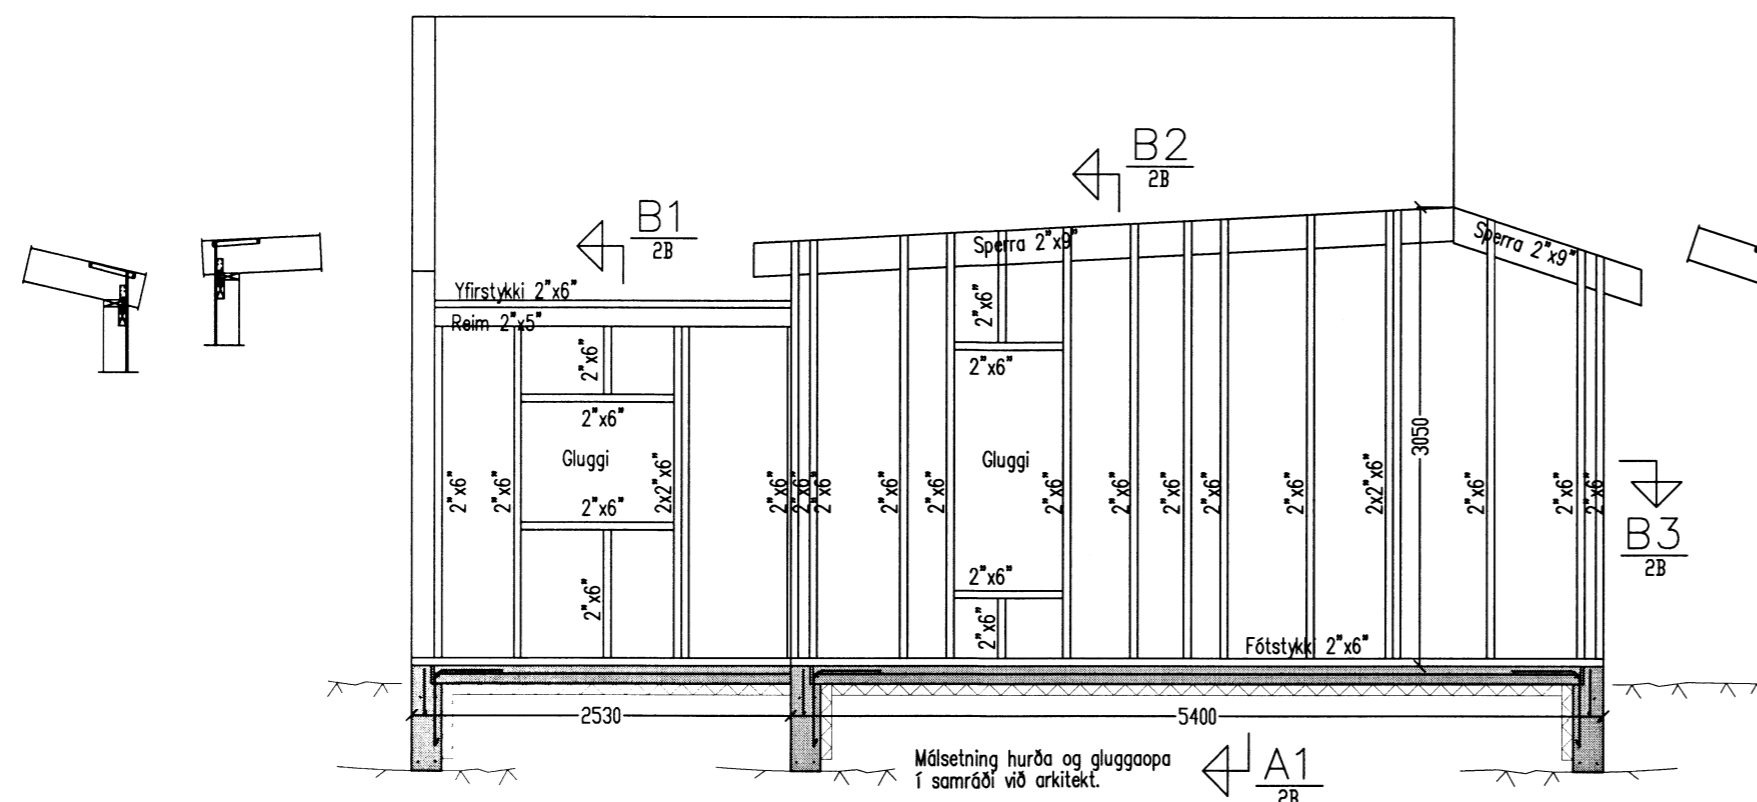 B2
2B
B1
2B
Sperra 2"x9"
Sperra 2"x9"
Yfirstykki 2"x6"
Reim 2"x5"
2"x6"
2"x6"
2"x6"
2"x6"
2"x6"
2"x6"
Gluggi
Gluggi
3050
2"x6"
2"x6"
2x2"x6"
2"x6"
2"x6"
2"x6"
2"x6"
2"x6"
2"x6"
2"x6"
2"x6"
2"x6"
2"x6"
2x2"x6"
2"x6"
2"x6"
2"x6"
B3
2B
2"x6"
2"x6"
2"x6"
Fótstykki 2"x6"
2530
5400
Málsetning hurða og gluggaopa
í samráði við arkitekt.
A1
2B